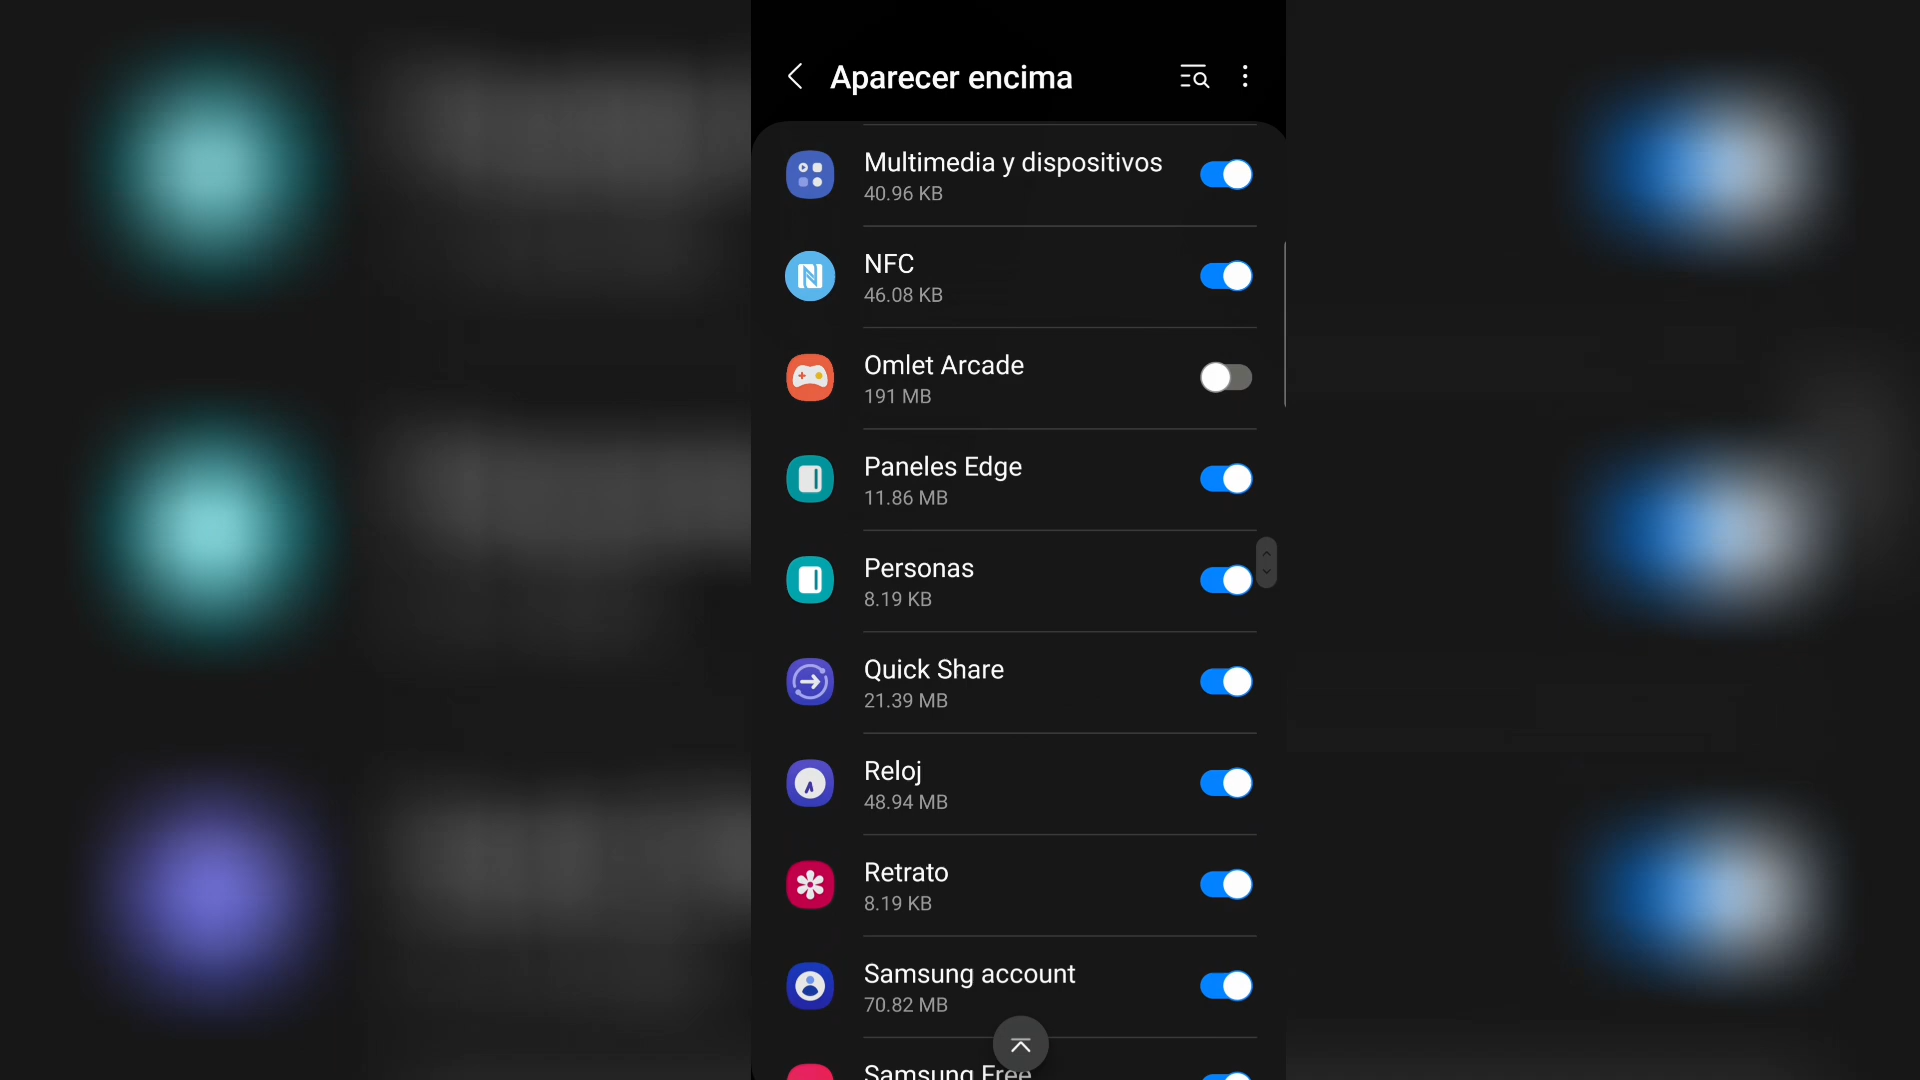 Aparecer encima
Multimedia y dispositivos
40.96 KB
NFC
46.08 KB
Omlet Arcade
191 MB
Paneles Edge
11.86 MB
Personas
8.19 KB
Quick Share
21.39 MB
Reloj
48.94 MB
Retrato
8.19 KB
Samsung account
70.82 MB
Samsung Free